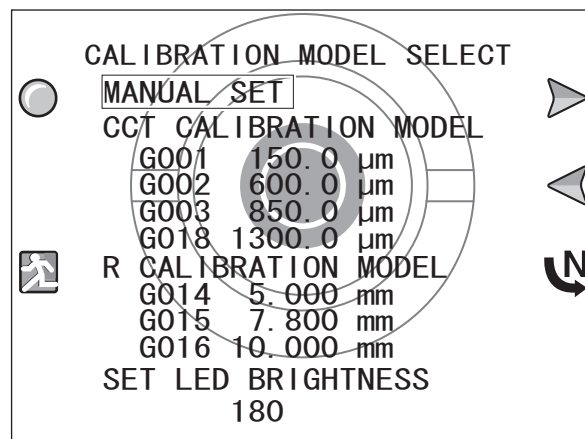 CALIBRATION MODEL SELECT
MANUAL SET
CCT CALIBRATION MODEL
G001 150.0 μm
G002 600.0 μm
G003 850.0 μm
G018 1300.0 μm
R CALIBRATION MODEL
G014 5.000 mm
G015 7.800 mm
G016 10.000 mm
SET LED BRIGHTNESS
180
N